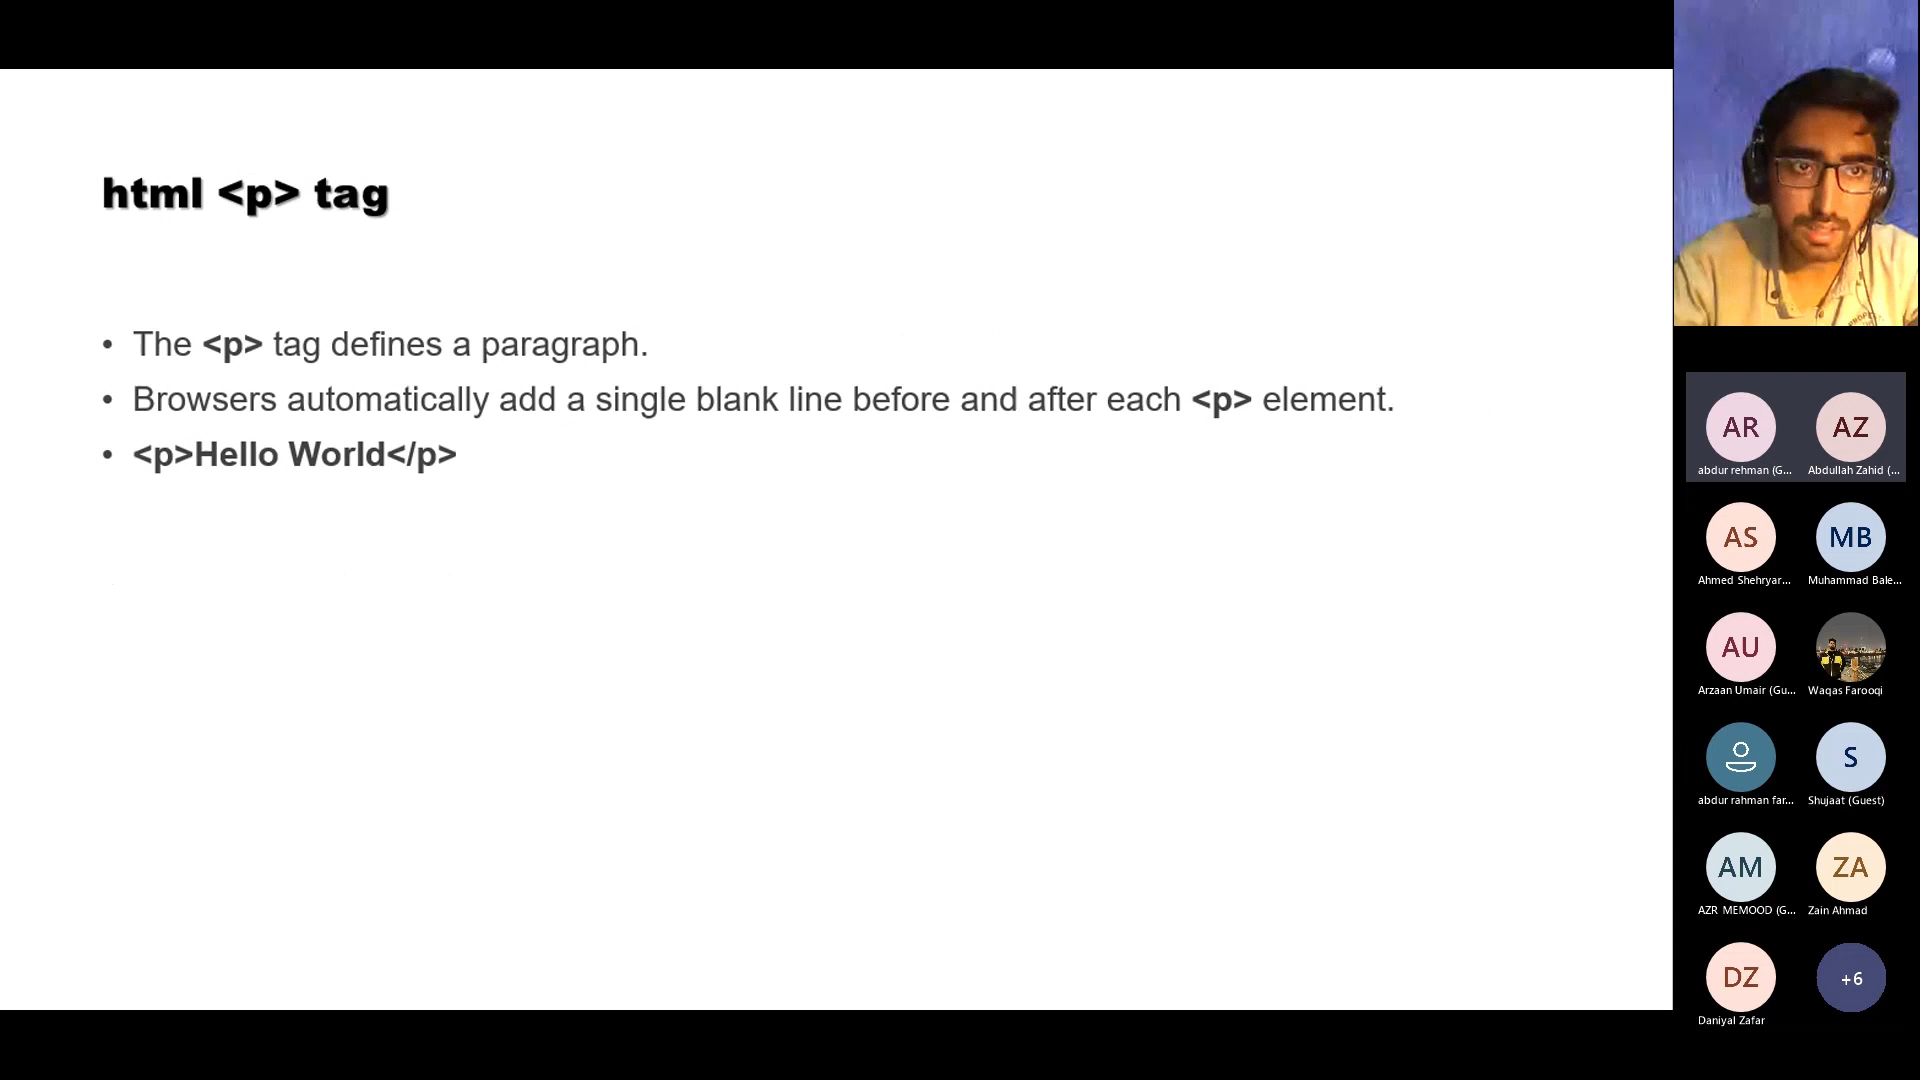 html <p> tag
• The <p> tag defines a paragraph.
• Browsers automatically add a single blank line before and after each <p> element.
• <p>Hello World</p>
AR
abdur rehman (G...
AZ
Abdullah Zahid (...
AS
Ahmed Shehryar...
MB
Muhammad Bale...
AU
Arzaan Umair (Gu...
Waqas Farooqi
abdur rahman far...
S
Shujaat (Guest)
AM
AZR MEMOOD (G...
ZA
Zain Ahmad
DZ
Daniyal Zafar
+6